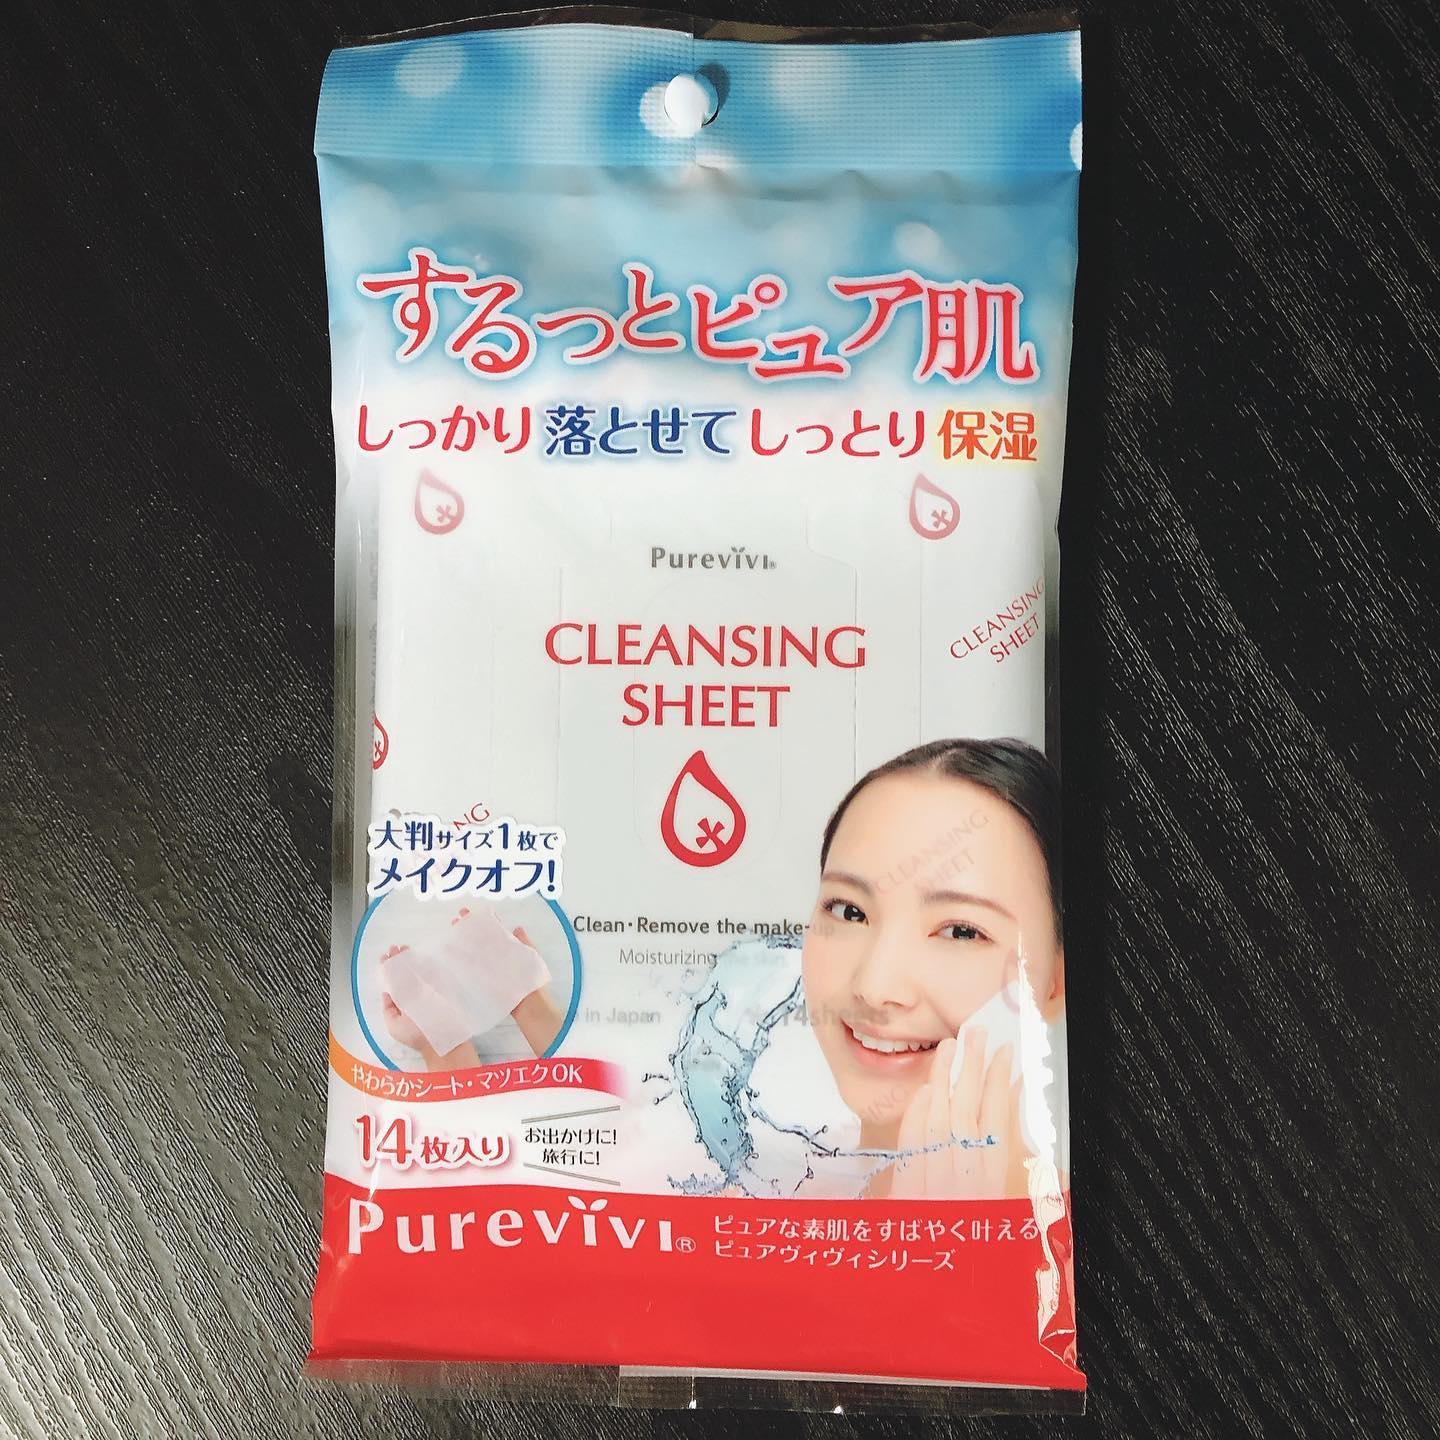 するっとピュア肌
しっかり落とせてしっとり保湿
Purevivi®
CLEANSING
SHEET
CLEANSING
SHEET
大判サイズ1枚で
メイクオフ!
Clean・Remove the make-up
Moisturizing the skin
CLEANSING
SHEET
in Japan
14sheets
やわらかシート・マツエクOK
14枚入り
お出かけに!
旅行に!
Purevivi®
ピュアな素肌をすばやく叶える
ピュアヴィヴィシリーズ